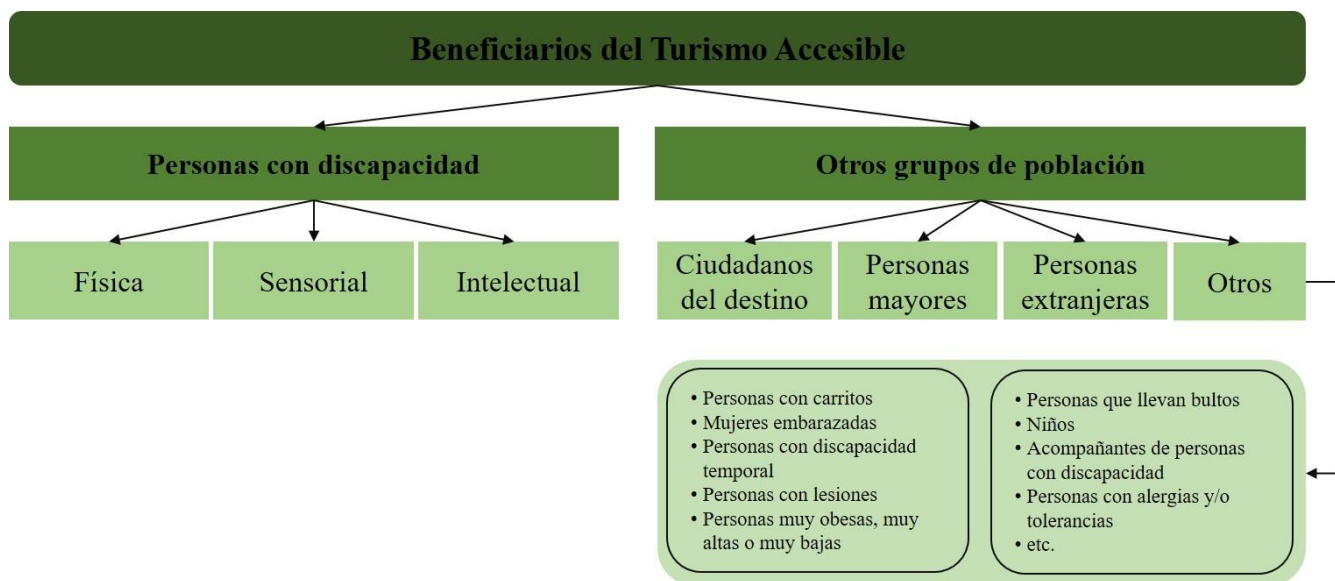 Beneficiarios del Turismo Accesible
Personas con discapacidad
Otros grupos de población
Física
Sensorial
Intelectual
Ciudadanos
del destino
Personas
mayores
Personas
extranjeras
Otros
• Personas con carritos
• Mujeres embarazadas
• Personas con discapacidad
temporal
• Personas con lesiones
• Personas muy obesas, muy
altas o muy bajas
• Personas que llevan bultos
• Niños
• Acompañantes de personas
con discapacidad
• Personas con alergias y/o
tolerancias
• etc.